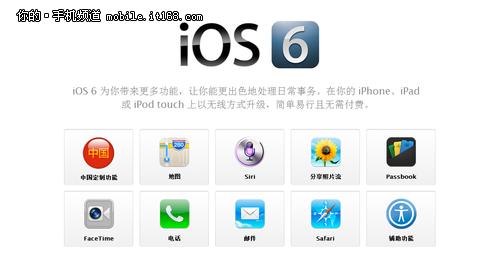 你的·手机频道 mobile.it168.com
iOS 6
iOS 6 为你带来更多功能，让你能更出色地处理日常事务。在你的 iPhone、iPad
或 iPod touch 上以无线方式升级，简单易行且无需付费。
中国
280
中国定制功能 地图 Siri 分享照片流 Passbook
FaceTime 电话 邮件 Safari 辅助功能